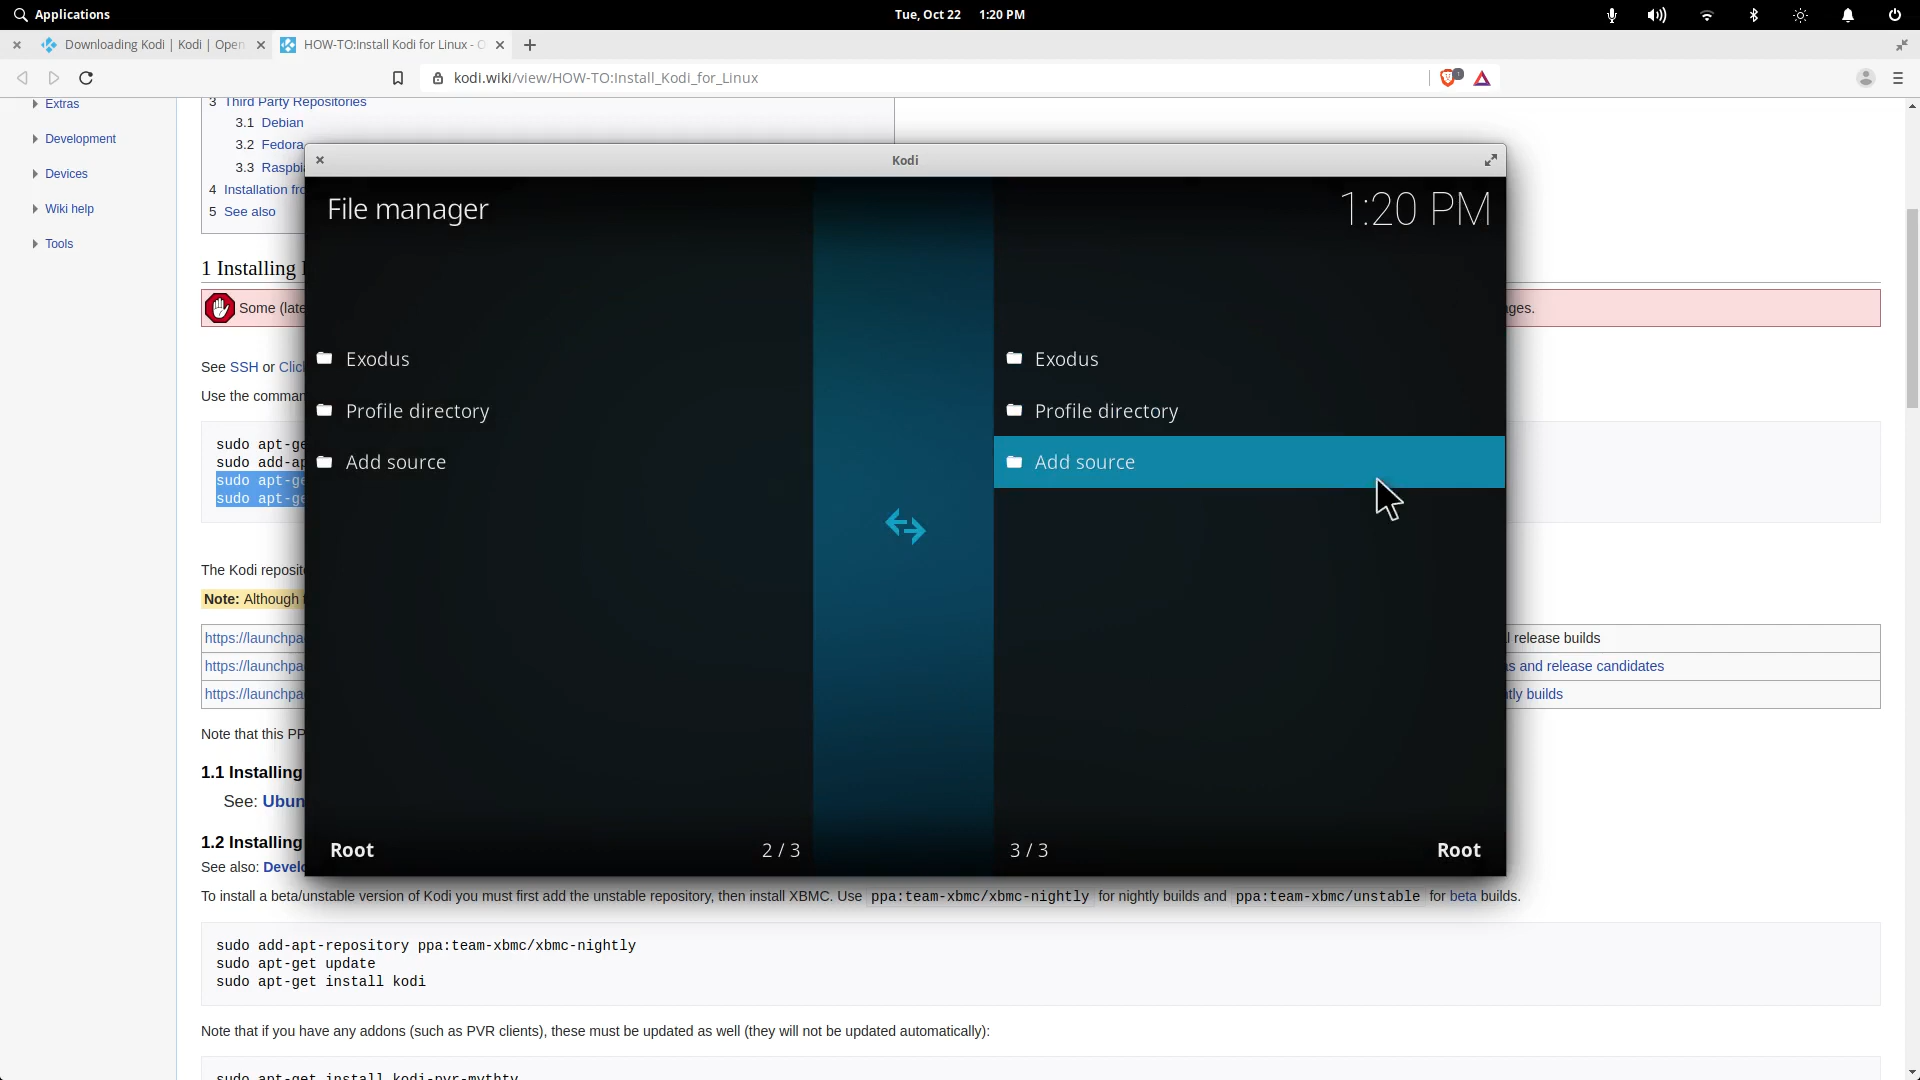 Applications
Tue, Oct 22 1:20 PM
Downloading Kodi | Kodi | Open
HOW-TO:Install Kodi for Linux - O
kodi.wiki/view/HOW-TO:Install_Kodi_for_Linux
1
Extras
Development
Devices
Wiki help
Tools
3 Third Party Repositories
3.1 Debian
3.2 Fedora
3.3 Raspbi
4 Installation fro
5 See also
1 Installing
Some (late
ages.
See SSH or Clic
Use the comman
sudo apt-ge
sudo add-ap
sudo apt-ge
sudo apt-ge
The Kodi reposit
Note: Although
https://launchpa
l release builds
https://launchpa
as and release candidates
https://launchpa
tly builds
Note that this PP
1.1 Installing
See: Ubun
1.2 Installing
See also: Develo
Kodi
File manager
1:20 PM
Exodus
Profile directory
Add source
Exodus
Profile directory
Add source
Root
2 / 3
3 / 3
Root
To install a beta/unstable version of Kodi you must first add the unstable repository, then install XBMC. Use ppa:team-xbmc/xbmc-nightly for nightly builds and ppa:team-xbmc/unstable for beta builds.
sudo add-apt-repository ppa:team-xbmc/xbmc-nightly
sudo apt-get update
sudo apt-get install kodi
Note that if you have any addons (such as PVR clients), these must be updated as well (they will not be updated automatically):
sudo apt-get install kodi-pvr-mythtv